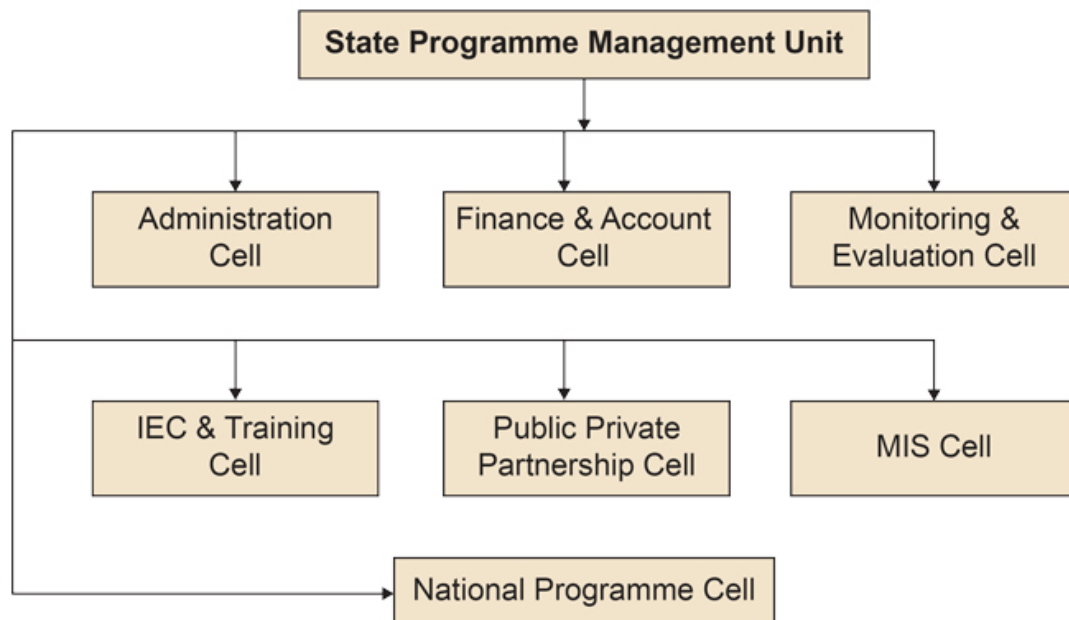 State Programme Management Unit
Administration
Cell
Finance & Account
Cell
Monitoring &
Evaluation Cell
IEC & Training
Cell
Public Private
Partnership Cell
MIS Cell
National Programme Cell